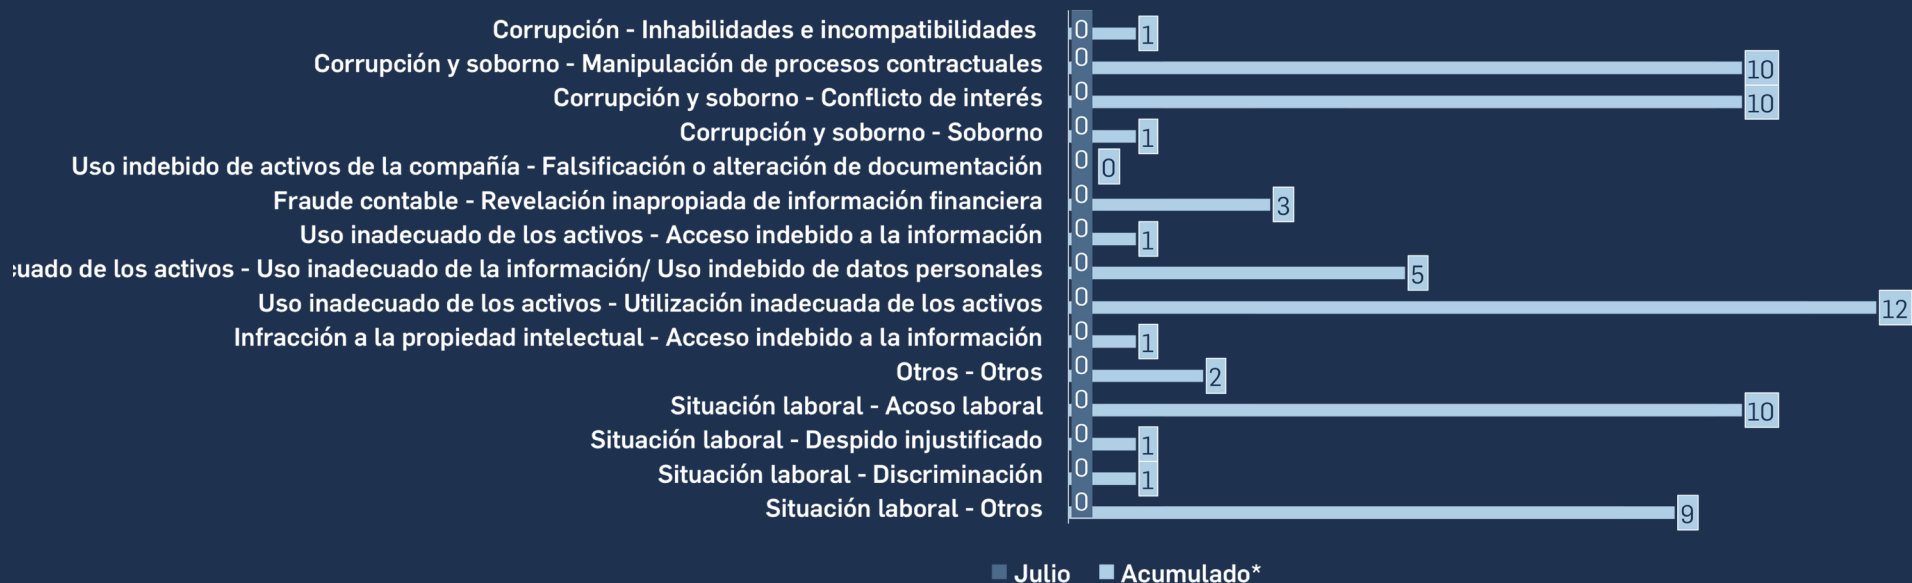 Corrupción - Inhabilidades e incompatibilidades 0 1
Corrupción y soborno - Manipulación de procesos contractuales 0 10
Corrupción y soborno - Conflicto de interés 0 10
Corrupción y soborno - Soborno 0 1
Uso indebido de activos de la compañía - Falsificación o alteración de documentación 0 0
Fraude contable - Revelación inapropiada de información financiera 0 3
Uso inadecuado de los activos - Acceso indebido a la información 0 1
cuado de los activos - Uso inadecuado de la información/ Uso indebido de datos personales 0 5
Uso inadecuado de los activos - Utilización inadecuada de los activos 0 12
Infracción a la propiedad intelectual - Acceso indebido a la información 0 1
Otros - Otros 0 2
Situación laboral - Acoso laboral 0 10
Situación laboral - Despido injustificado 0 1
Situación laboral - Discriminación 0 1
Situación laboral - Otros 0 9
Julio Acumulado*